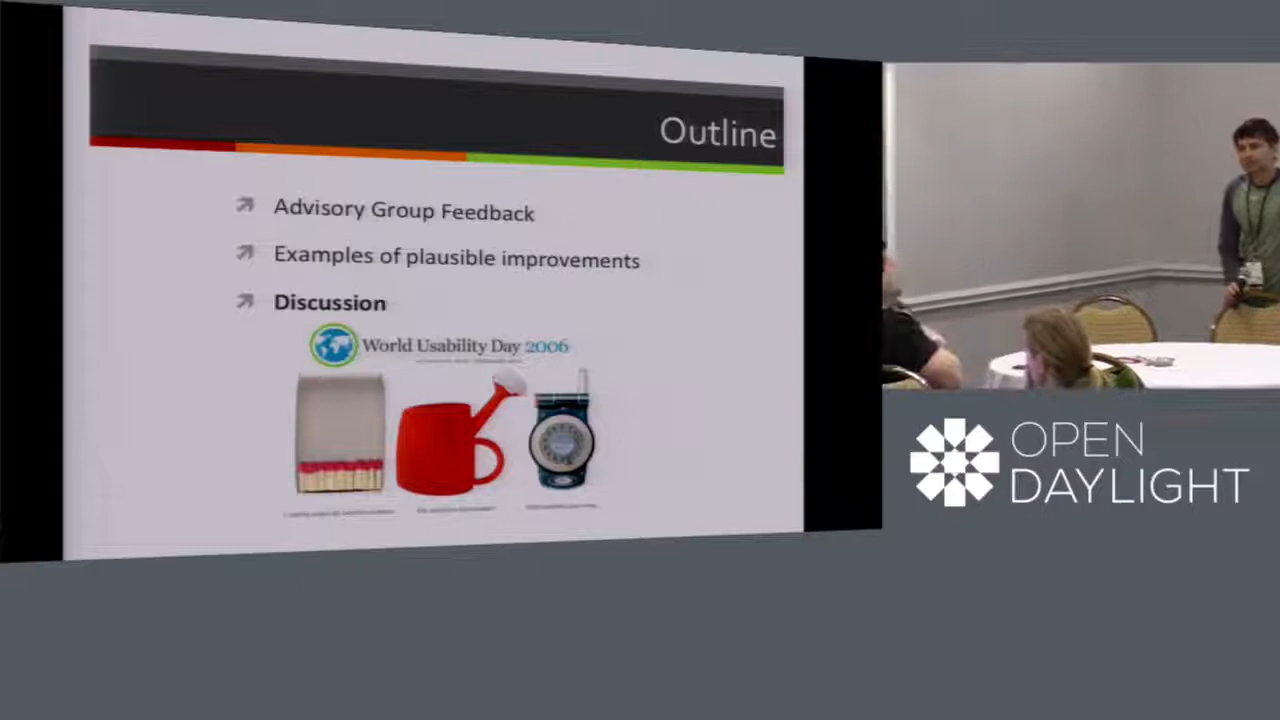 Outline
Advisory Group Feedback
Examples of plausible improvements
Discussion
World Usability Day 2006
OPEN
DAYLIGHT